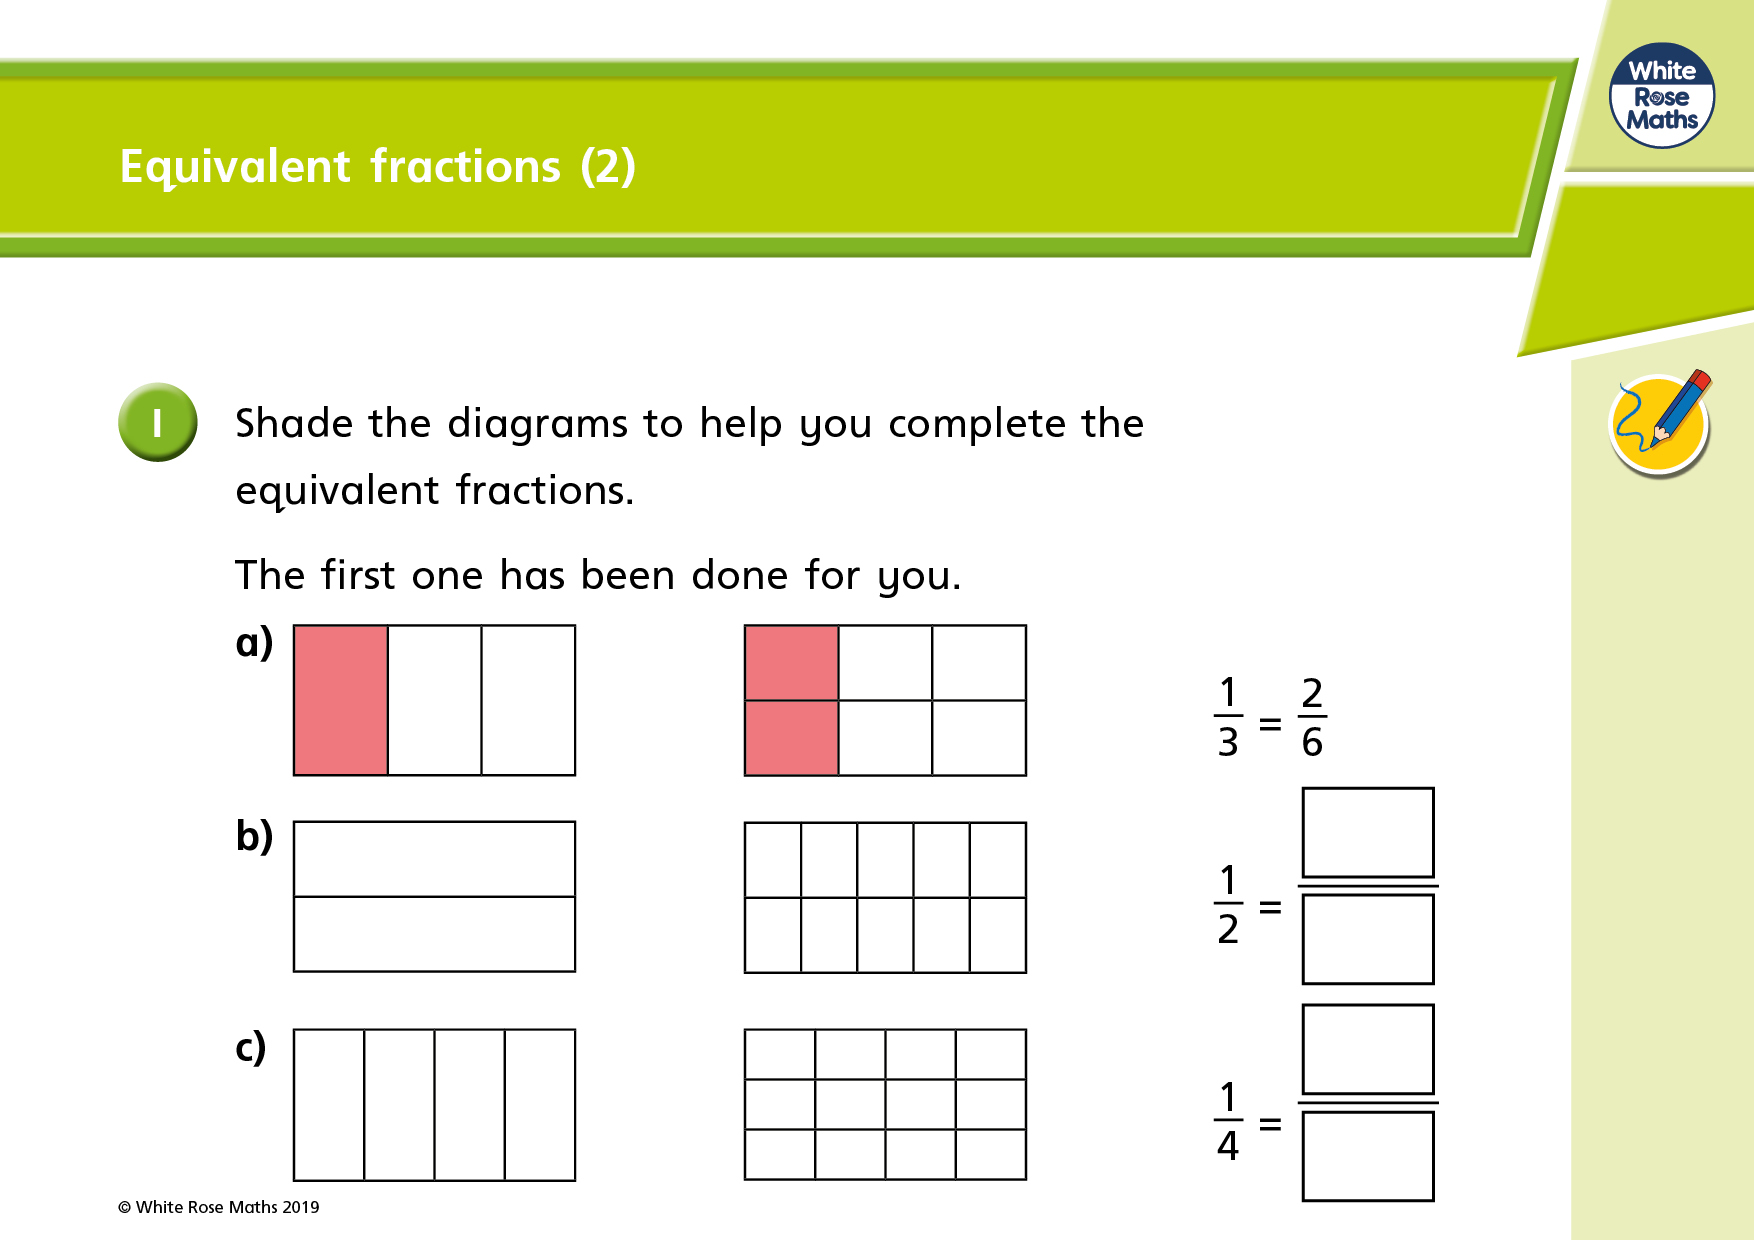 White
Rose
Maths
Equivalent fractions (2)
1 Shade the diagrams to help you complete the
equivalent fractions.
The first one has been done for you.
a) 1/3 = 2/6
b) 1/2 =
c) 1/4 =
© White Rose Maths 2019